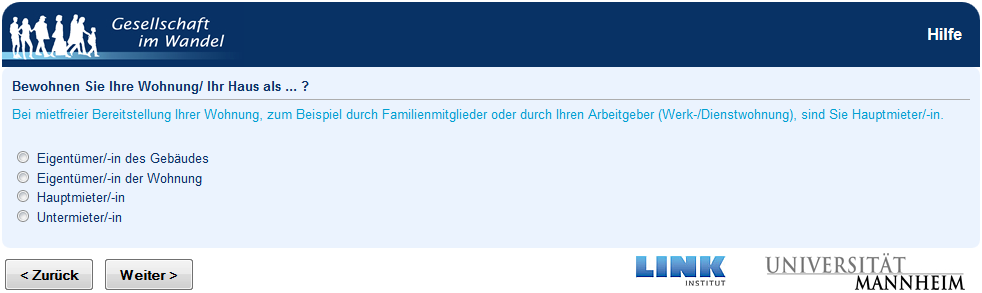 Gesellschaft
im Wandel
Hilfe
Bewohnen Sie Ihre Wohnung/ Ihr Haus als ... ?
Bei mietfreier Bereitstellung Ihrer Wohnung, zum Beispiel durch Familienmitglieder oder durch Ihren Arbeitgeber (Werk-/Dienstwohnung), sind Sie Hauptmieter/-in.
Eigentümer/-in des Gebäudes
Eigentümer/-in der Wohnung
Hauptmieter/-in
Untermieter/-in
< Zurück
Weiter >
LINK
INSTITUT
UNIVERSITÄT
MANNHEIM